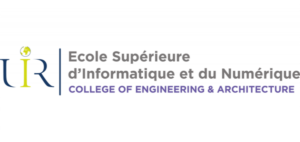 UIR
Ecole Supérieure
d'Informatique et du Numérique
COLLEGE OF ENGINEERING & ARCHITECTURE